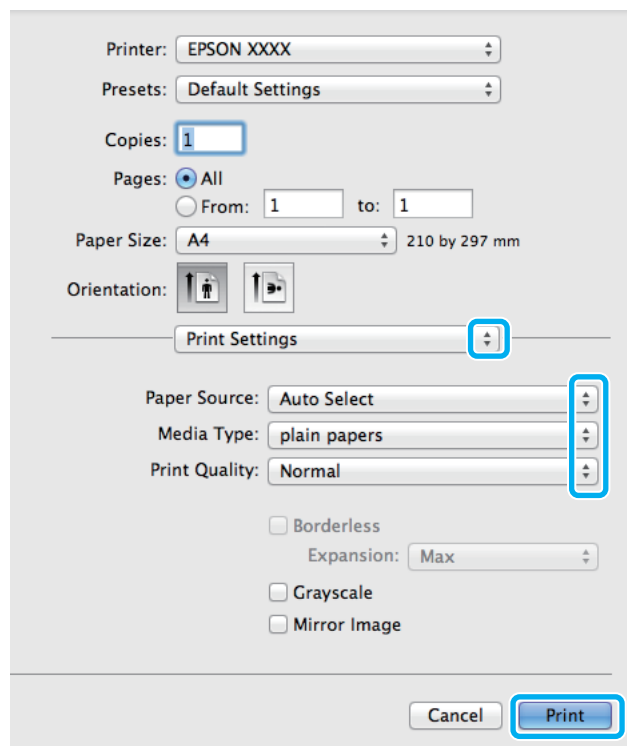 Printer: EPSON XXXX
Presets: Default Settings
Copies: 1
Pages: All
From: 1 to: 1
Paper Size: A4 210 by 297 mm
Orientation:
Print Settings
Paper Source: Auto Select
Media Type: plain papers
Print Quality: Normal
Borderless
Expansion: Max
Grayscale
Mirror Image
Cancel Print